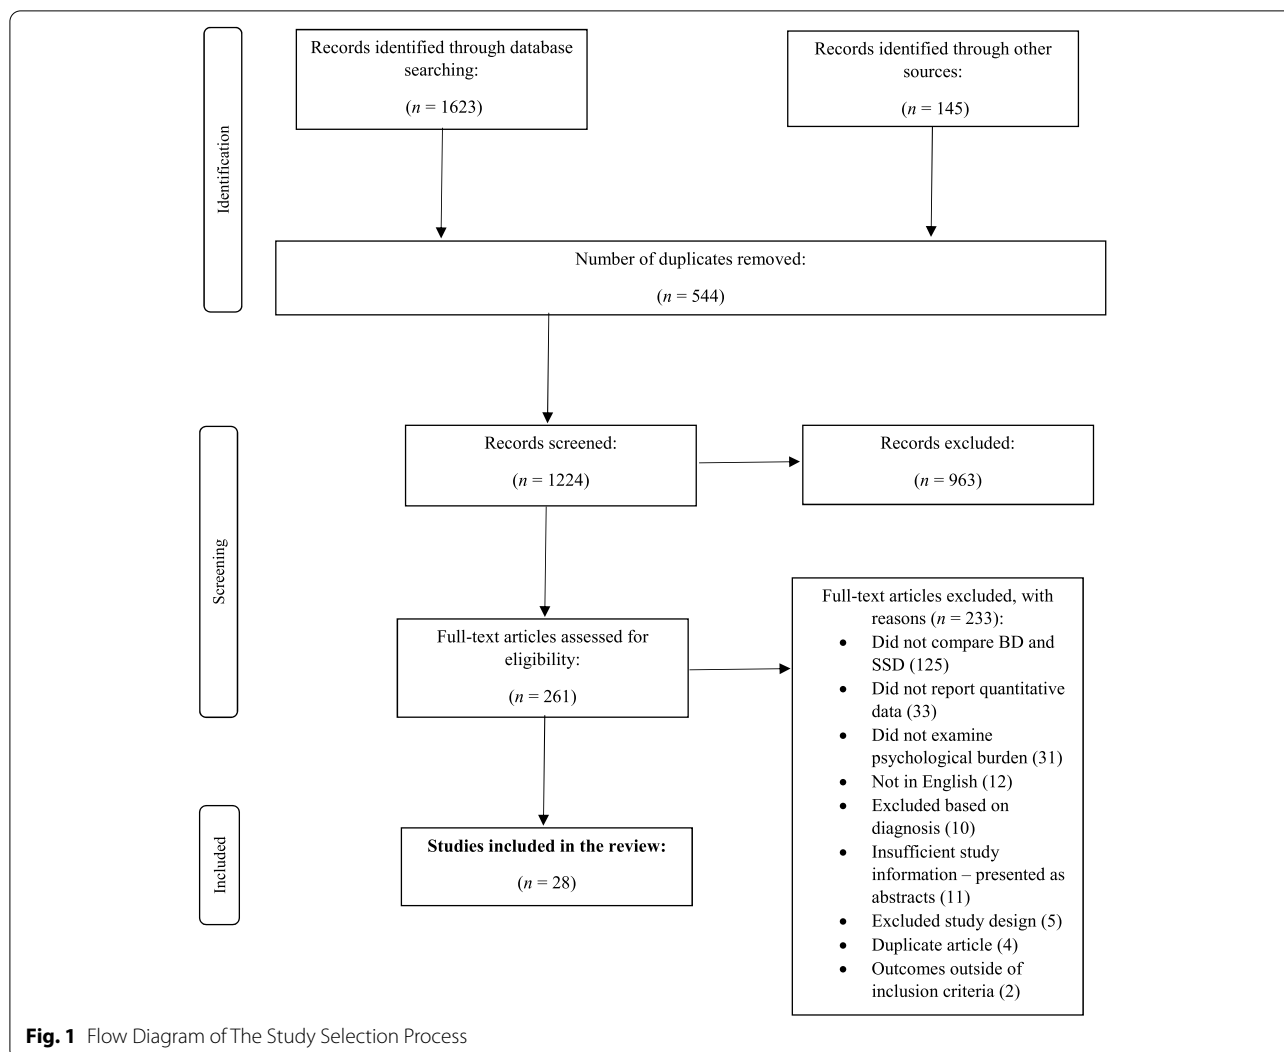 Identification
Records identified through database
searching:
(n = 1623)
Records identified through other
sources:
(n = 145)
Number of duplicates removed:
(n = 544)
Screening
Records screened:
(n = 1224)
Records excluded:
(n = 963)
Full-text articles assessed for
eligibility:
(n = 261)
Full-text articles excluded, with
reasons (n = 233):
• Did not compare BD and
SSD (125)
• Did not report quantitative
data (33)
• Did not examine
psychological burden (31)
• Not in English (12)
• Excluded based on
diagnosis (10)
• Insufficient study
information – presented as
abstracts (11)
• Excluded study design (5)
• Duplicate article (4)
• Outcomes outside of
inclusion criteria (2)
Included
Studies included in the review:
(n = 28)
Fig. 1 Flow Diagram of The Study Selection Process